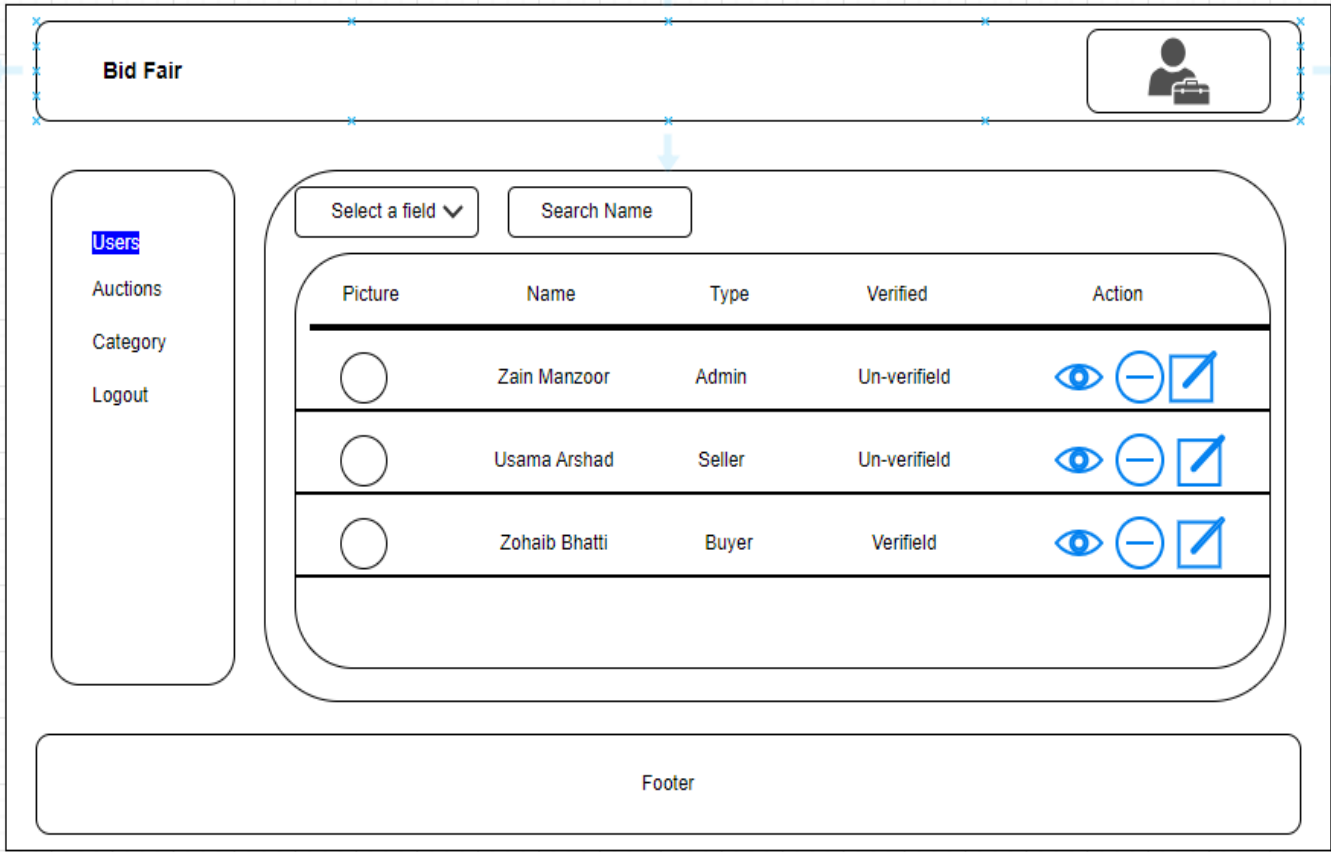 Bid Fair
Users
Auctions
Category
Logout
Select a field
Search Name
Picture Name Type Verified Action
Zain Manzoor Admin Un-verifield
Usama Arshad Seller Un-verifield
Zohaib Bhatti Buyer Verifield
Footer